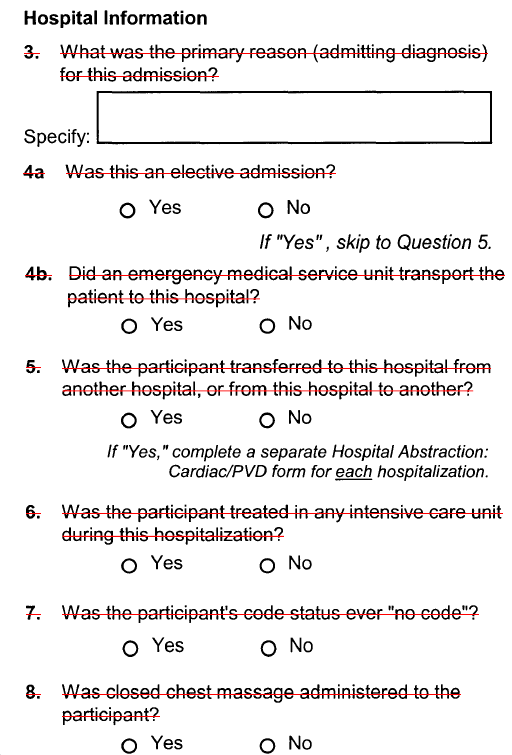 Hospital Information
3. What was the primary reason (admitting diagnosis)
for this admission?
Specify:
4a Was this an elective admission?
Yes No
If "Yes" , skip to Question 5.
4b. Did an emergency medical service unit transport the
patient to this hospital?
Yes No
5. Was the participant transferred to this hospital from
another hospital, or from this hospital to another?
Yes No
If "Yes," complete a separate Hospital Abstraction:
Cardiac/PVD form for each hospitalization.
6. Was the participant treated in any intensive care unit
during this hospitalization?
Yes No
7. Was the participant's code status ever "no code"?
Yes No
8. Was closed chest massage administered to the
participant?
Yes No